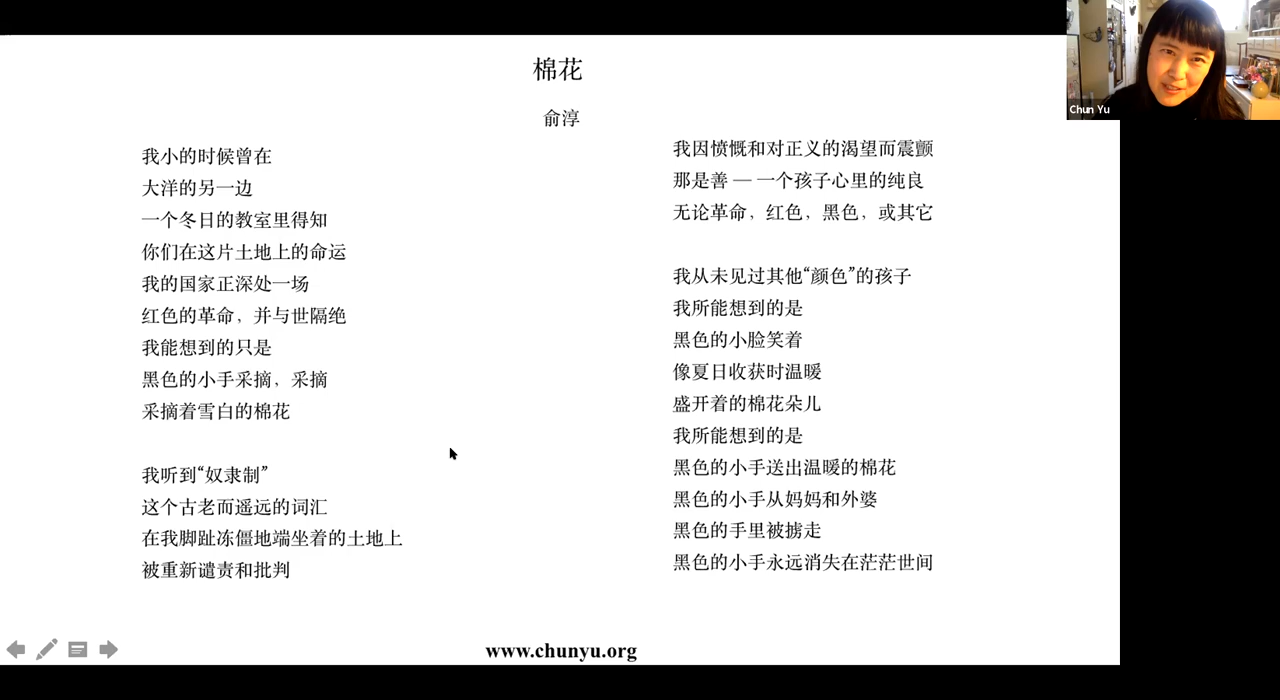 棉花
俞淳
我小的时候曾在
大洋的另一边
一个冬日的教室里得知
你们在这片土地上的命运
我的国家正深处一场
红色的革命，并与世隔绝
我能想到的只是
黑色的小手采摘，采摘
采摘着雪白的棉花
我听到“奴隶制”
这个古老而遥远的词汇
在我脚趾冻僵地端坐着的土地上
被重新谴责和批判
我因愤慨和对正义的渴望而震颤
那是善 — 一个孩子心里的纯良
无论革命，红色，黑色，或其它
我从未见过其他“颜色”的孩子
我所能想到的是
黑色的小脸笑着
像夏日收获时温暖
盛开着的棉花朵儿
我所能想到的是
黑色的小手送出温暖的棉花
黑色的小手从妈妈和外婆
黑色的手里被掳走
黑色的小手永远消失在茫茫世间
www.chunyu.org
Chun Yu